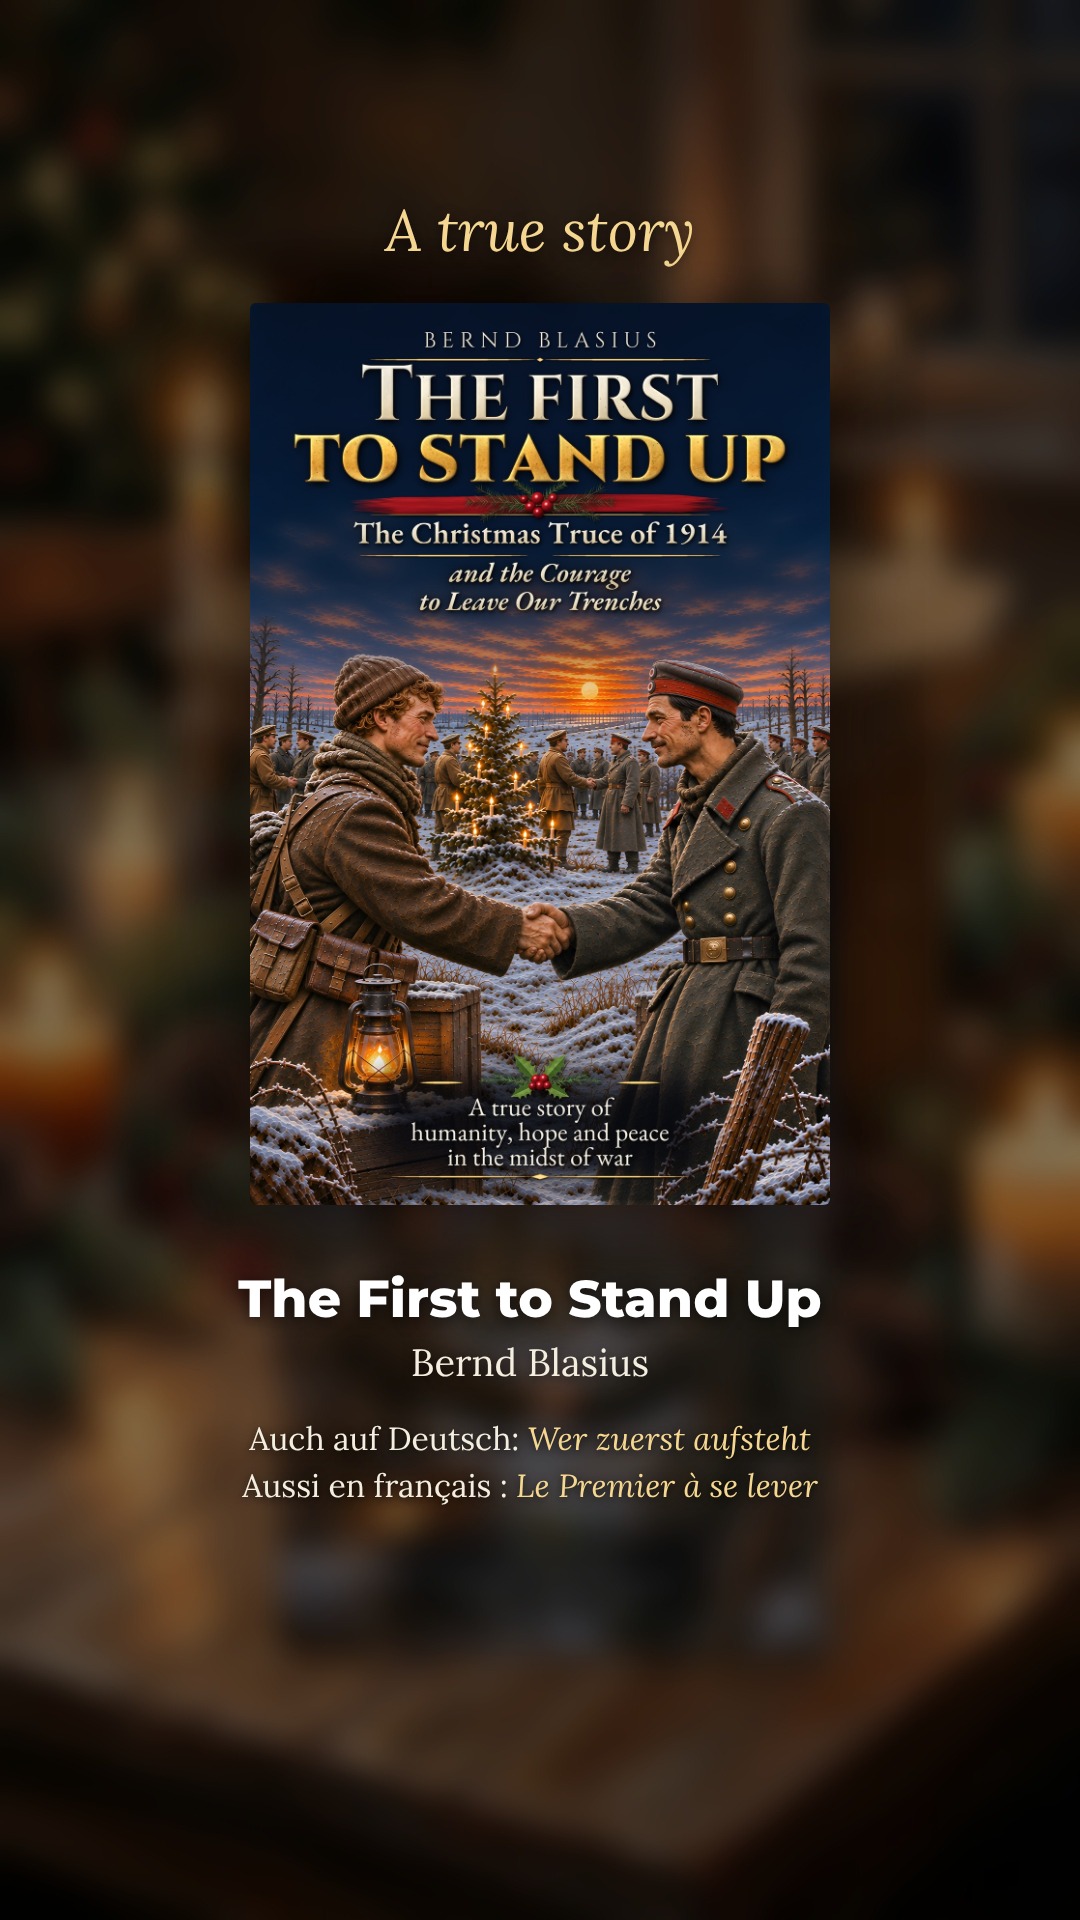 A true story
BERND BLASIUS
THE FIRST
TO STAND UP
The Christmas Truce of 1914
and the Courage
to Leave Our Trenches
A true story of
humanity, hope and peace
in the midst of war
The First to Stand Up
Bernd Blasius
Auch auf Deutsch: Wer zuerst aufsteht
Aussi en français : Le Premier à se lever